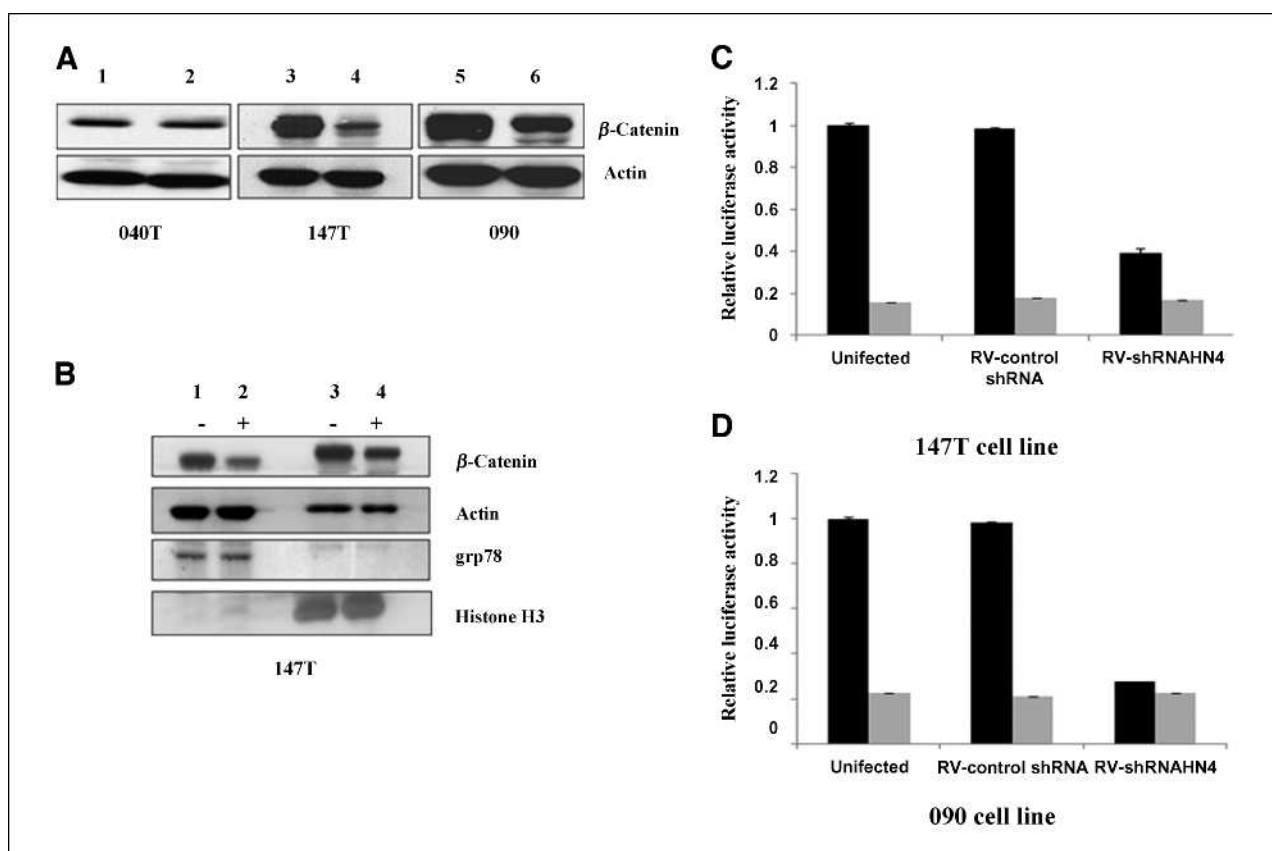 A
1 2 3 4 5 6
β-Catenin
Actin
040T 147T 090
B
1 2 3 4
- + - +
β-Catenin
Actin
grp78
Histone H3
147T
C
Relative luciferase activity
1.2
1
0.8
0.6
0.4
0.2
0
Unifected
RV-control
shRNA
RV-shRNAHN4
147T cell line
D
Relative luciferase activity
1.2
1
0.8
0.6
0.4
0.2
0
Unifected RV-control shRNA RV-shRNAHN4
090 cell line